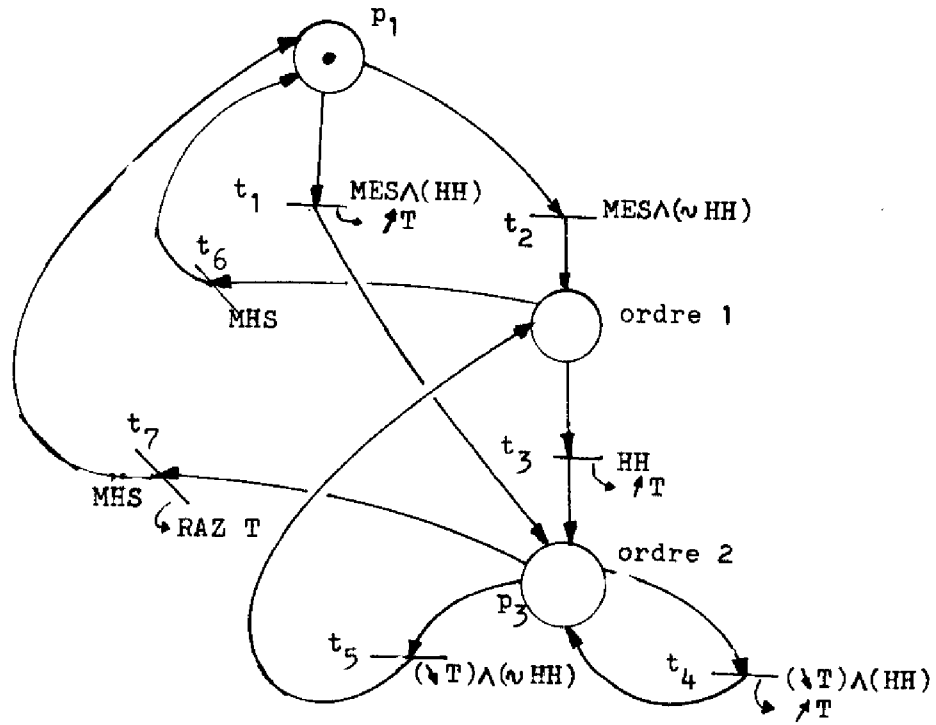 p₁
t₁ MES∧(HH)
↗T
t₂ MES∧(∾HH)
t₆
MHS
ordre 1
t₃ HH
↗T
t₇
MHS
RAZ T
ordre 2
p₃
t₅ (↘T)∧(∾HH)
t₄ (↘T)∧(HH)
↗T